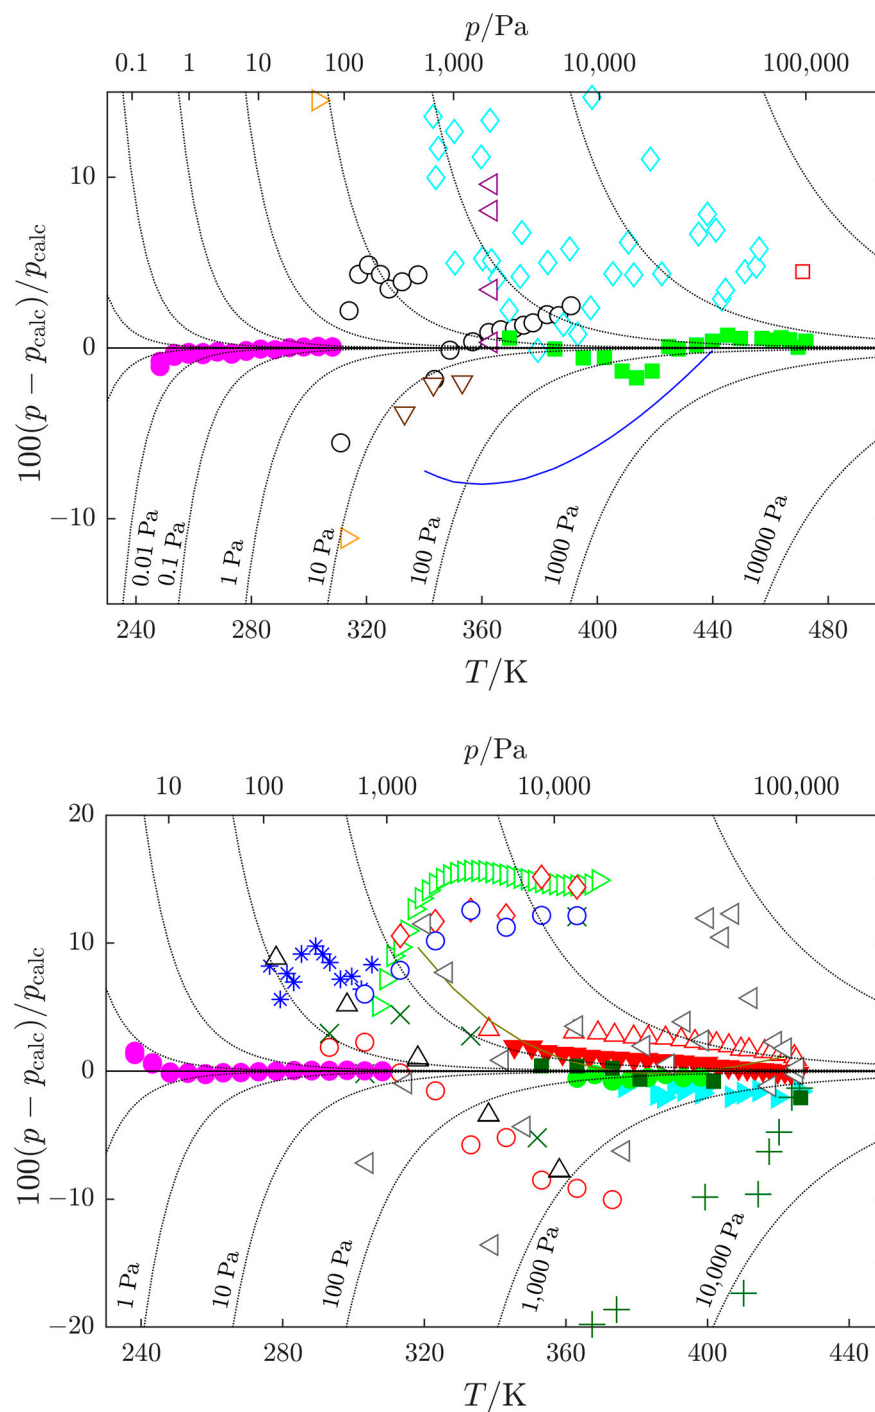 p/Pa
0.1 1 10 100 1,000 10,000 100,000
10
0
−10
100(p − p_calc)/p_calc
0.01 Pa
0.1 Pa
1 Pa
10 Pa
100 Pa
1000 Pa
10000 Pa
240 280 320 360 400 440 480
T/K
p/Pa
10 100 1,000 10,000 100,000
20
10
0
−10
−20
100(p − p_calc)/p_calc
1 Pa
10 Pa
100 Pa
1,000 Pa
10,000 Pa
240 280 320 360 400 440
T/K